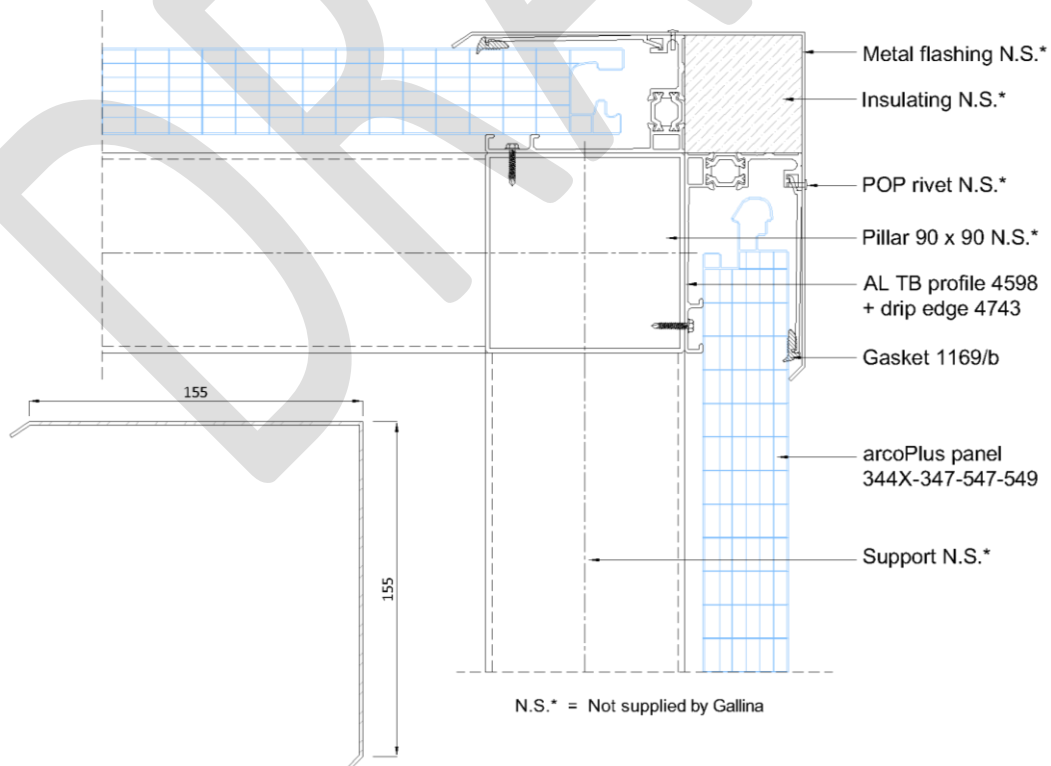 Metal flashing N.S.*
Insulating N.S.*
POP rivet N.S.*
Pillar 90 x 90 N.S.*
AL TB profile 4598
+ drip edge 4743
Gasket 1169/b
155
arcoPlus panel
344X-347-547-549
Support N.S.*
155
N.S.* = Not supplied by Gallina